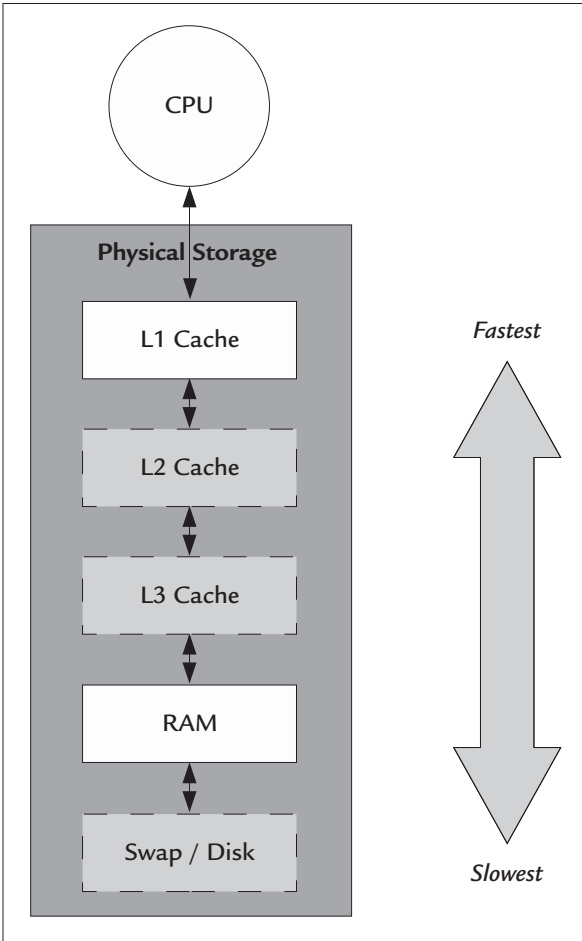 CPU
Physical Storage
L1 Cache
Fastest
L2 Cache
L3 Cache
RAM
Swap / Disk
Slowest